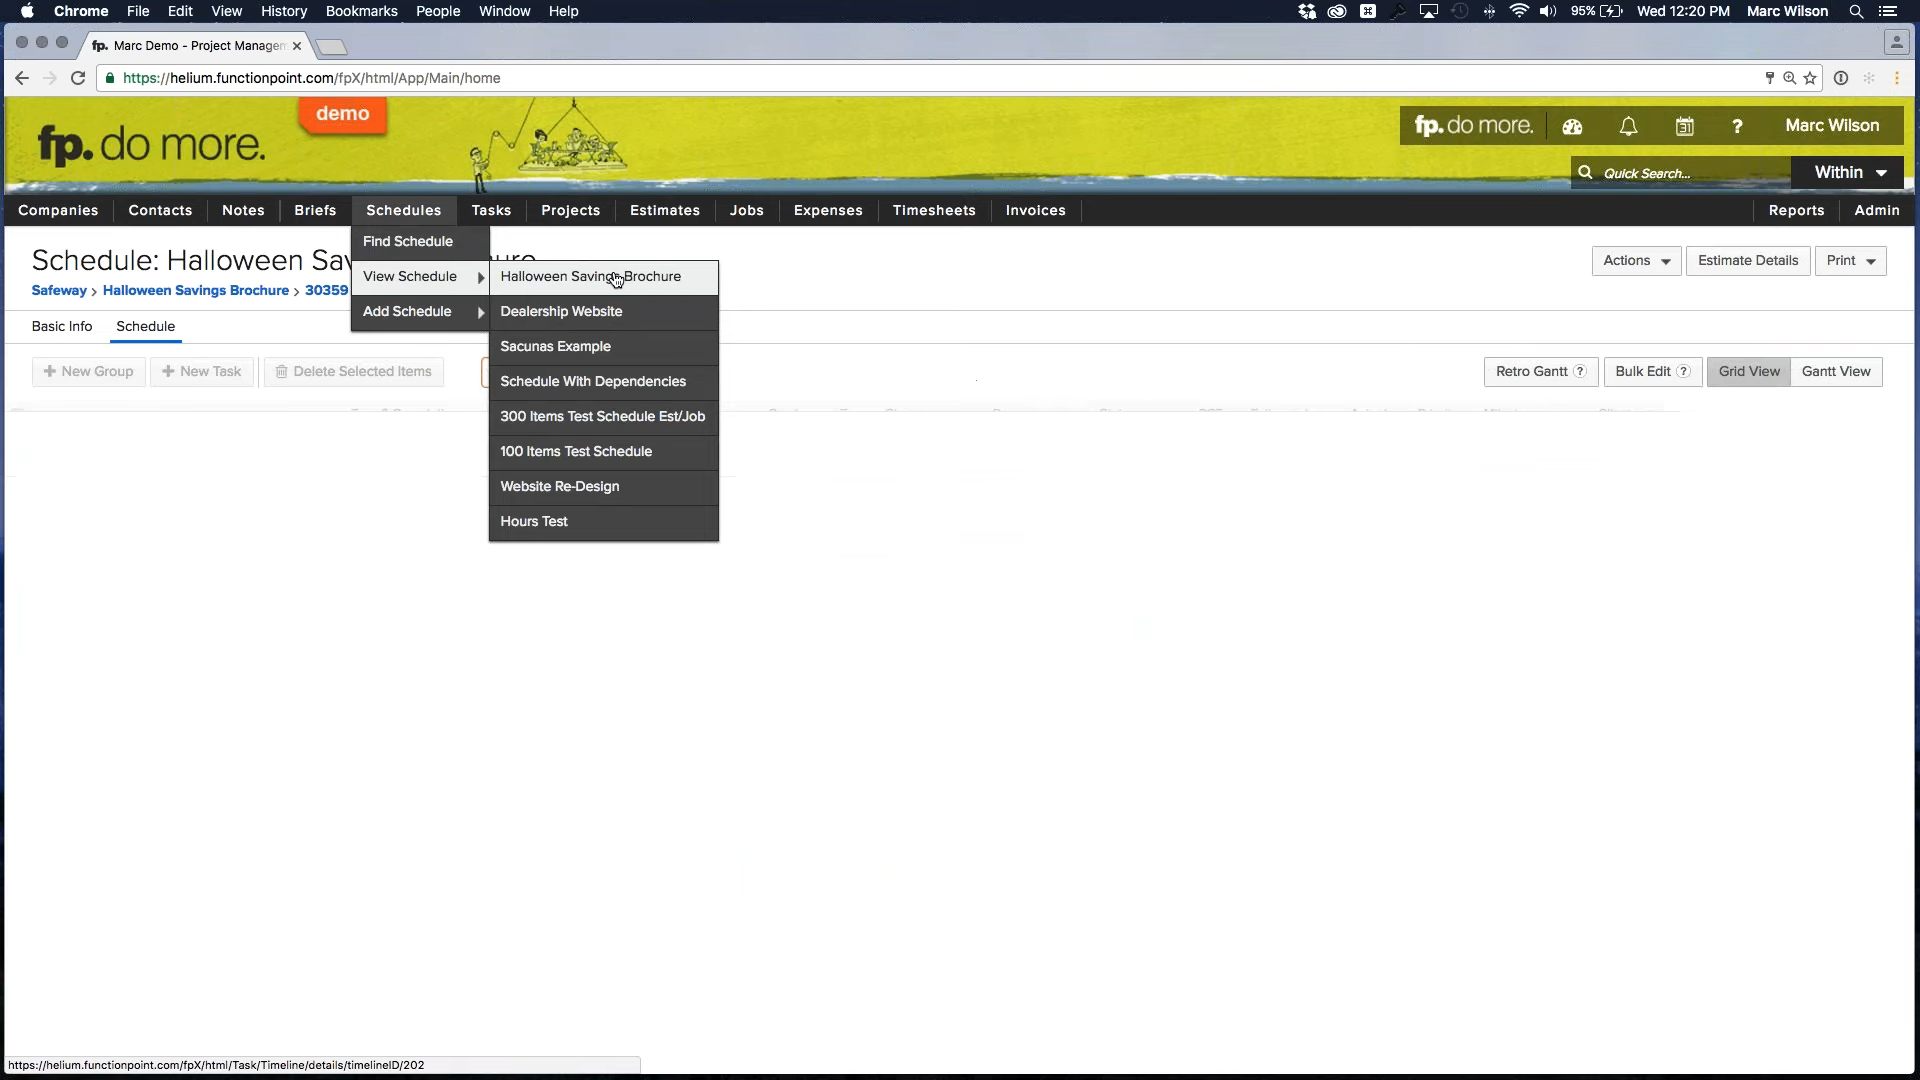 Chrome File Edit View History Bookmarks People Window Help 95% Wed 12:20 PM Marc Wilson
fp. Marc Demo - Project Managem
https://helium.functionpoint.com/fpX/html/App/Main/home
demo
fp. do more.
fp. do more. 31 ? Marc Wilson
Quick Search... Within
Companies Contacts Notes Briefs Schedules Tasks Projects Estimates Jobs Expenses Timesheets Invoices Reports Admin
Find Schedule
Schedule: Halloween Sav
Actions Estimate Details Print
View Schedule Halloween Savings Brochure
Safeway > Halloween Savings Brochure > 30359
Add Schedule Dealership Website
Basic Info Schedule
Sacunas Example
+ New Group + New Task Delete Selected Items
Retro Gantt ? Bulk Edit ? Grid View Gantt View
Schedule With Dependencies
300 Items Test Schedule Est/Job
100 Items Test Schedule
Website Re-Design
Hours Test
https://helium.functionpoint.com/fpX/html/Task/Timeline/details/timelineID/202